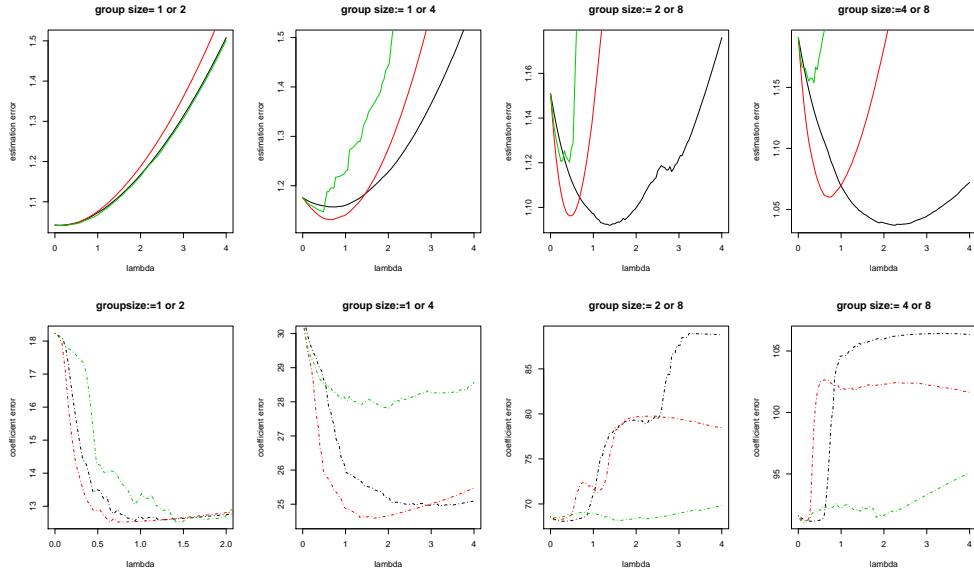 group size= 1 or 2
estimation error
1.1 1.2 1.3 1.4 1.5
0 1 2 3 4
lambda
group size:= 1 or 4
estimation error
1.2 1.3 1.4 1.5
0 1 2 3 4
lambda
group size:= 2 or 8
estimation error
1.10 1.12 1.14 1.16
0 1 2 3 4
lambda
group size:=4 or 8
estimation error
1.05 1.10 1.15
0 1 2 3 4
lambda
groupsize:=1 or 2
coefficient error
13 14 15 16 17 18
0.0 0.5 1.0 1.5 2.0
lambda
group size:=1 or 4
coefficient error
25 26 27 28 29 30
0 1 2 3 4
lambda
group size:= 2 or 8
coefficient error
70 75 80 85
0 1 2 3 4
lambda
group size:= 4 or 8
coefficient error
95 100 105
0 1 2 3 4
lambda